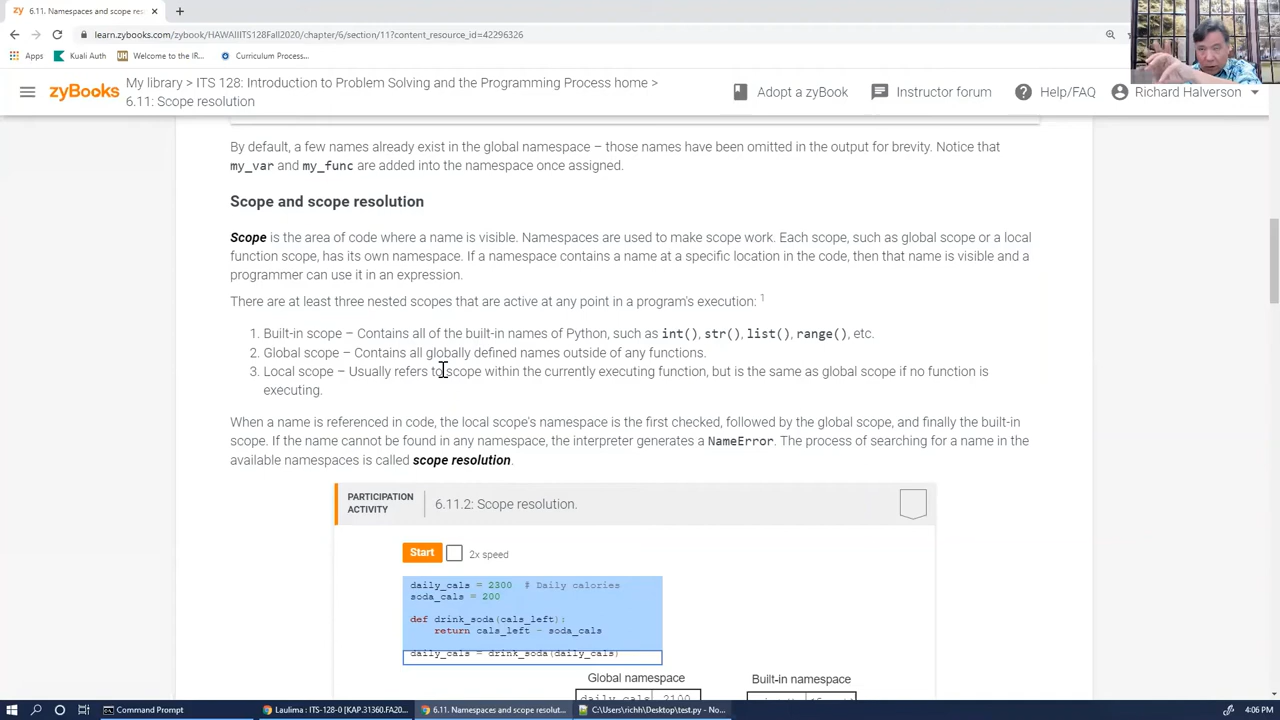 6.11. Namespaces and scope res
learn.zybooks.com/zybook/HAWAIIITS128Fall2020/chapter/6/section/11?content_resource_id=42296326
Apps Kuali Auth Welcome to the IR... Curriculum Process...
zyBooks
My library > ITS 128: Introduction to Problem Solving and the Programming Process home >
6.11: Scope resolution
Adopt a zyBook Instructor forum Help/FAQ Richard Halverson
By default, a few names already exist in the global namespace – those names have been omitted in the output for brevity. Notice that
my_var and my_func are added into the namespace once assigned.
Scope and scope resolution
Scope is the area of code where a name is visible. Namespaces are used to make scope work. Each scope, such as global scope or a local
function scope, has its own namespace. If a namespace contains a name at a specific location in the code, then that name is visible and a
programmer can use it in an expression.
There are at least three nested scopes that are active at any point in a program's execution: 1
1. Built-in scope – Contains all of the built-in names of Python, such as int(), str(), list(), range(), etc.
2. Global scope – Contains all globally defined names outside of any functions.
3. Local scope – Usually refers to scope within the currently executing function, but is the same as global scope if no function is
executing.
When a name is referenced in code, the local scope's namespace is the first checked, followed by the global scope, and finally the built-in
scope. If the name cannot be found in any namespace, the interpreter generates a NameError. The process of searching for a name in the
available namespaces is called scope resolution.
PARTICIPATION
ACTIVITY
6.11.2: Scope resolution.
Start 2x speed
daily_cals = 2300 # Daily calories
soda_cals = 200
def drink_soda(cals_left):
return cals_left - soda_cals
daily_cals = drink_soda(daily_cals)
Global namespace Built-in namespace
daily_cals 2100
Command Prompt Laulima : ITS-128-0 [KAP.31360.FA20... 6.11. Namespaces and scope resolut... C:\Users\richh\Desktop\test.py - No... 4:06 PM